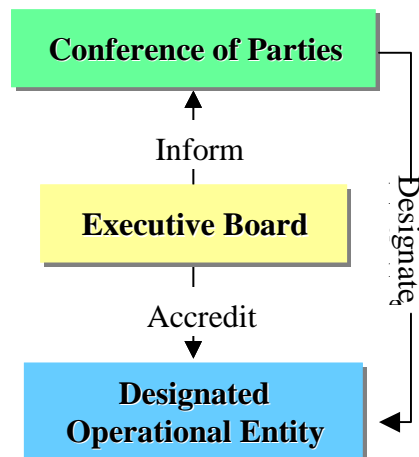 Conference of Parties
Inform
Designate
Executive Board
Accredit
Designated
Operational Entity